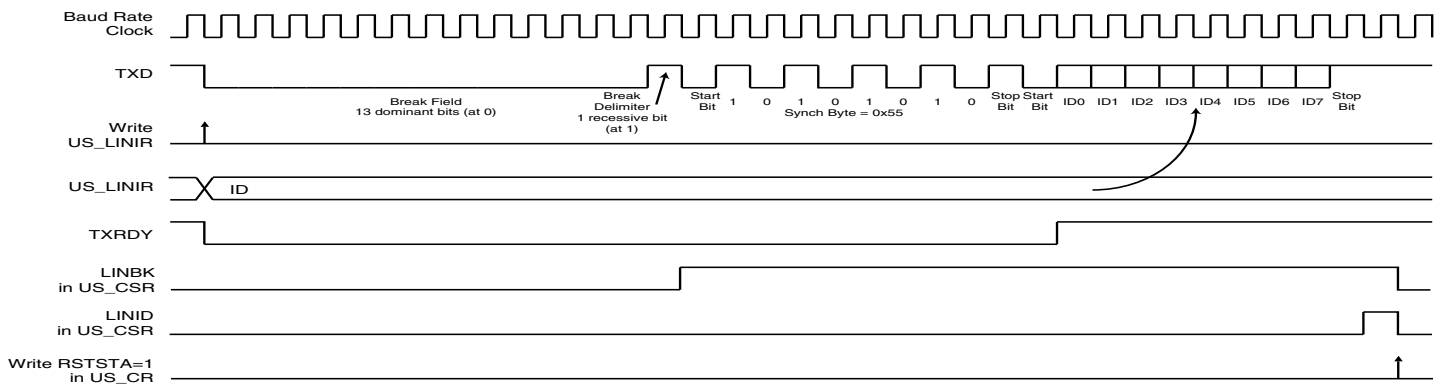 Baud Rate
Clock
TXD
Break Field
13 dominant bits (at 0)
Break
Delimiter
1 recessive bit
(at 1)
Start
Bit
1 0 1 0 1 0 1 0
Synch Byte = 0x55
Stop
Bit
Start
Bit
ID0 ID1 ID2 ID3 ID4 ID5 ID6 ID7
Stop
Bit
Write
US_LINIR
US_LINIR
ID
TXRDY
LINBK
in US_CSR
LINID
in US_CSR
Write RSTSTA=1
in US_CR